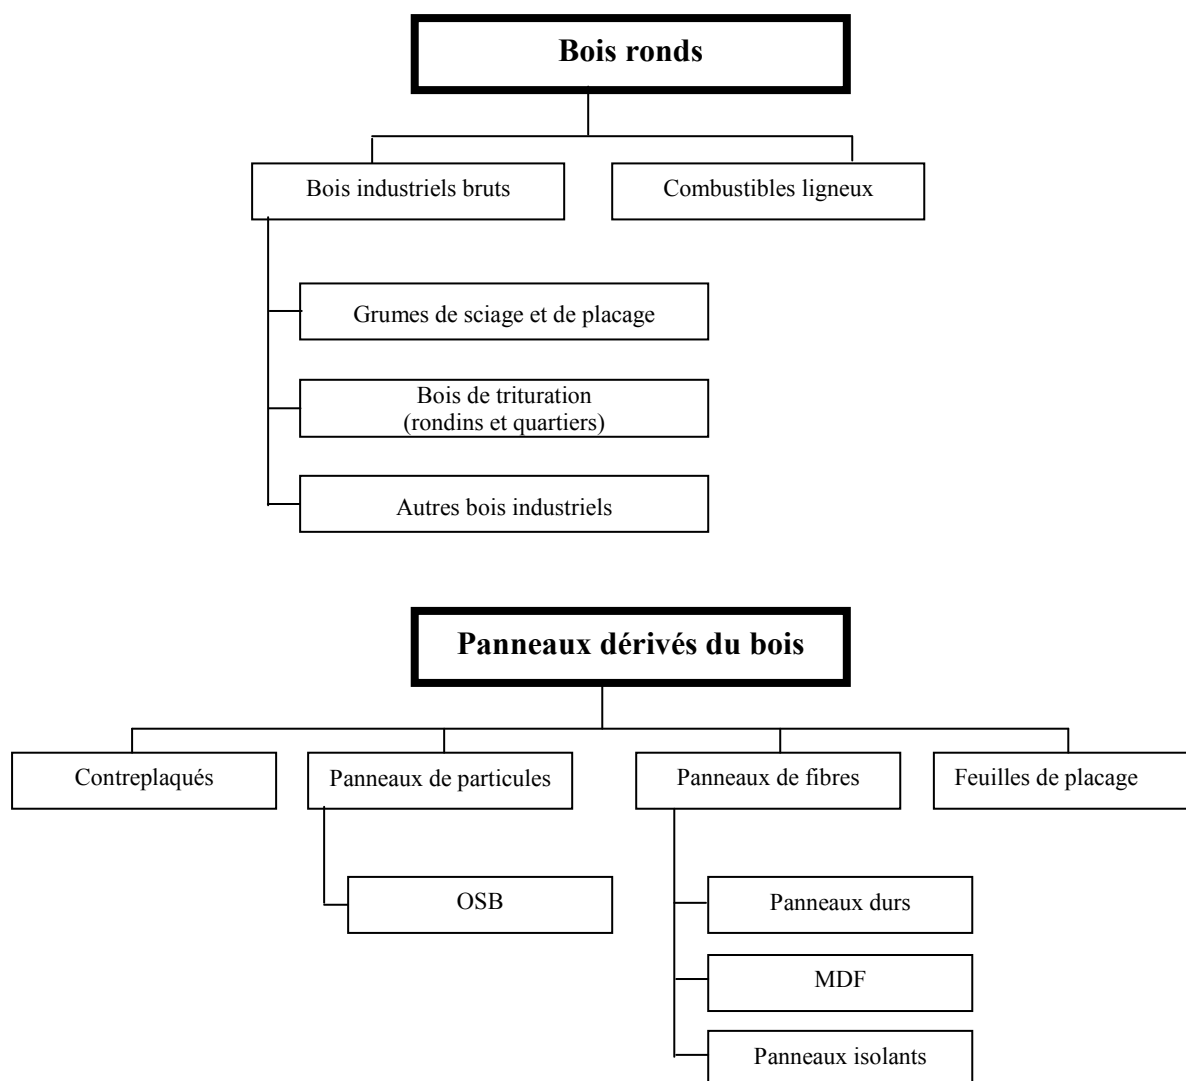 Bois ronds
Bois industriels bruts
Combustibles ligneux
Grumes de sciage et de placage
Bois de trituration
(rondins et quartiers)
Autres bois industriels
Panneaux dérivés du bois
Contreplaqués
Panneaux de particules
Panneaux de fibres
Feuilles de placage
OSB
Panneaux durs
MDF
Panneaux isolants